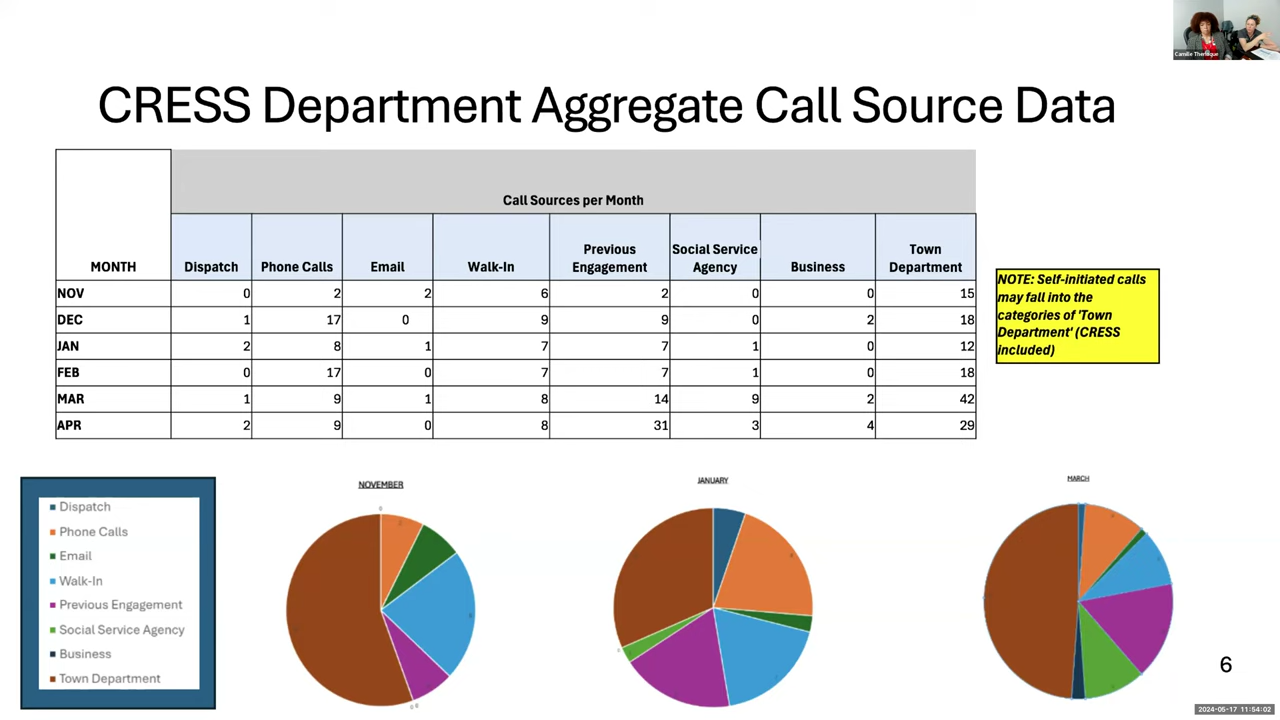 Camille Theriaque
CRESS Department Aggregate Call Source Data
Call Sources per Month
MONTH Dispatch Phone Calls Email Walk-In Previous Engagement Social Service Agency Business Town Department
NOV 0 2 2 6 2 0 0 15
DEC 1 17 0 9 9 0 2 18
JAN 2 8 1 7 7 1 0 12
FEB 0 17 0 7 7 1 0 18
MAR 1 9 1 8 14 9 2 42
APR 2 9 0 8 31 3 4 29
NOTE: Self-initiated calls
may fall into the
categories of 'Town
Department' (CRESS
included)
Dispatch
Phone Calls
Email
Walk-In
Previous Engagement
Social Service Agency
Business
Town Department
NOVEMBER
JANUARY
MARCH
6
2024-05-17 11:54:02